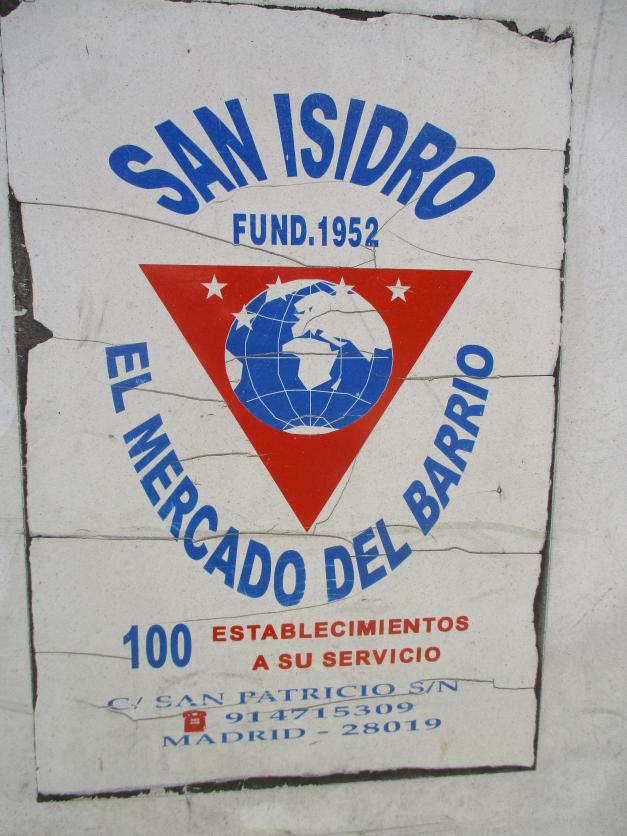 SAN ISIDRO
FUND.1952
EL MERCADO DEL BARRIO
100 ESTABLECIMIENTOS
A SU SERVICIO
C/ SAN PATRICIO S/N
914715309
MADRID - 28019